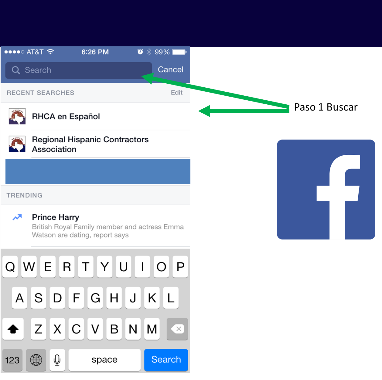 AT&T 6:26 PM 99%
Search Cancel
RECENT SEARCHES Edit
RHCA en Español
Regional Hispanic Contractors
Association
TRENDING
Prince Harry
British Royal Family member and actress Emma
Watson are dating, report says
Q W E R T Y U I O P
A S D F G H J K L
Z X C V B N M
123 space Search
Paso 1 Buscar
f